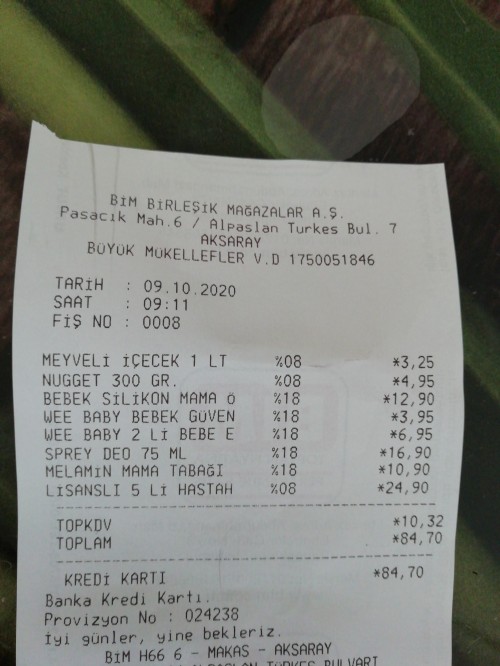 BİM BİRLEŞİK MAĞAZALAR A.Ş.
Pasacık Mah.6 / Alpaslan Turkes Bul. 7
AKSARAY
BÜYÜK MÜKELLEFLER V.D 1750051846
TARİH : 09.10.2020
SAAT : 09:11
FİŞ NO : 0008
MEYVELİ İÇECEK 1 LT %08 *3,25
NUGGET 300 GR. %08 *4,95
BEBEK SİLİKON MAMA Ö %18 *12,90
WEE BABY BEBEK GÜVEN %18 *3,95
WEE BABY 2 Lİ BEBE E %18 *6,95
SPREY DEO 75 ML %18 *16,90
MELAMİN MAMA TABAĞI %18 *10,90
LİSANSLI 5 Lİ HASTAH %08 *24,90
TOPKDV *10,32
TOPLAM *84,70
KREDİ KARTI *84,70
Banka Kredi Kartı.
Provizyon No : 024238
İyi günler, yine bekleriz.
BİM H66 6 - MAKAS - AKSARAY
ALPASLAN TÜRKEŞ BULVARI